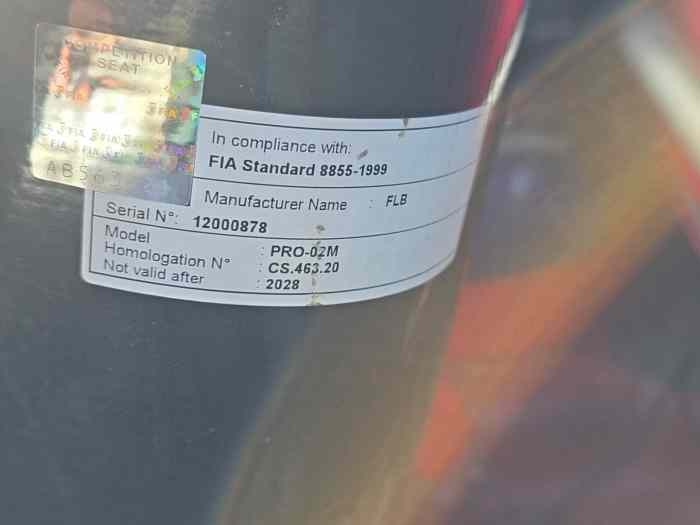 COMPETITION
SEAT
In compliance with:
FIA Standard 8855-1999
Manufacturer Name : FLB
Serial N°: 12000878
Model : PRO-02M
Homologation N° : CS.463.20
Not valid after : 2028